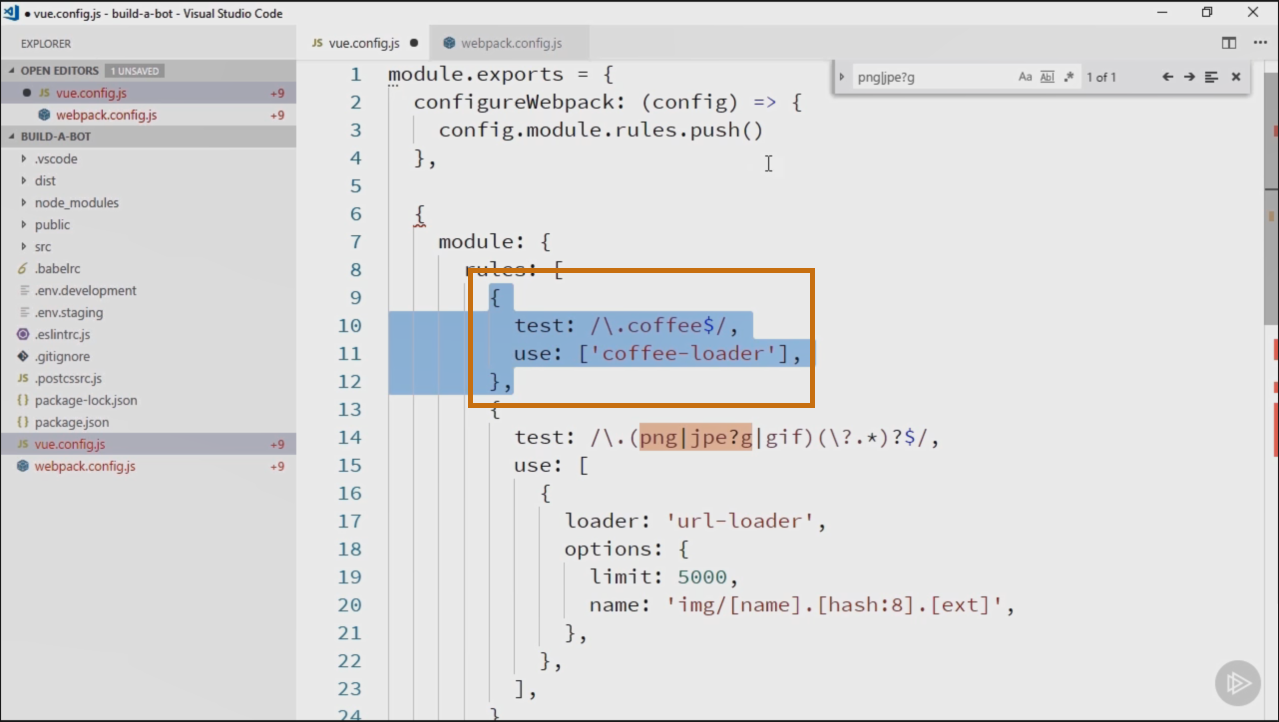 ● vue.config.js - build-a-bot - Visual Studio Code
EXPLORER
OPEN EDITORS 1 UNSAVED
● JS vue.config.js +9
webpack.config.js +9
BUILD-A-BOT
.vscode
dist
node_modules
public
src
.babelrc
.env.development
.env.staging
.eslintrc.js
.gitignore
JS .postcssrc.js
{} package-lock.json
{} package.json
JS vue.config.js +9
webpack.config.js +9
JS vue.config.js ●
webpack.config.js
png|jpe?g Aa Abl .* 1 of 1
1 module.exports = {
2 configureWebpack: (config) => {
3 config.module.rules.push()
4 },
5
6 {
7 module: {
8 rules: [
9 {
10 test: /\.coffee$/,
11 use: ['coffee-loader'],
12 },
13 {
14 test: /\.(png|jpe?g|gif)(\?.*)?$/,
15 use: [
16 {
17 loader: 'url-loader',
18 options: {
19 limit: 5000,
20 name: 'img/[name].[hash:8].[ext]',
21 },
22 },
23 ],
24 }